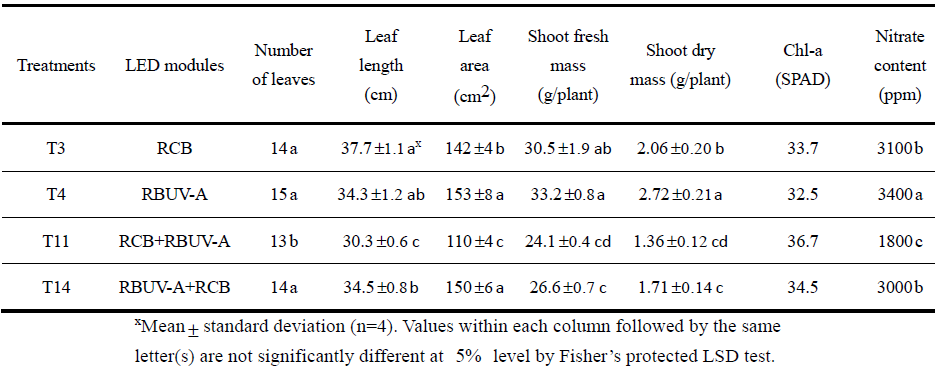 Treatments LED modules Number of leaves Leaf length (cm) Leaf area (cm2) Shoot fresh mass (g/plant) Shoot dry mass (g/plant) Chl-a (SPAD) Nitrate content (ppm)
T3 RCB 14 a 37.7 ±1.1 ax 142 ±4 b 30.5 ±1.9 ab 2.06 ±0.20 b 33.7 3100 b
T4 RBUV-A 15 a 34.3 ±1.2 ab 153 ±8 a 33.2 ±0.8 a 2.72 ±0.21 a 32.5 3400 a
T11 RCB+RBUV-A 13 b 30.3 ±0.6 c 110 ±4 c 24.1 ±0.4 cd 1.36 ±0.12 cd 36.7 1800 c
T14 RBUV-A+RCB 14 a 34.5 ±0.8 b 150 ±6 a 26.6 ±0.7 c 1.71 ±0.14 c 34.5 3000 b
xMean ± standard deviation (n=4). Values within each column followed by the same
letter(s) are not significantly different at 5% level by Fisher's protected LSD test.